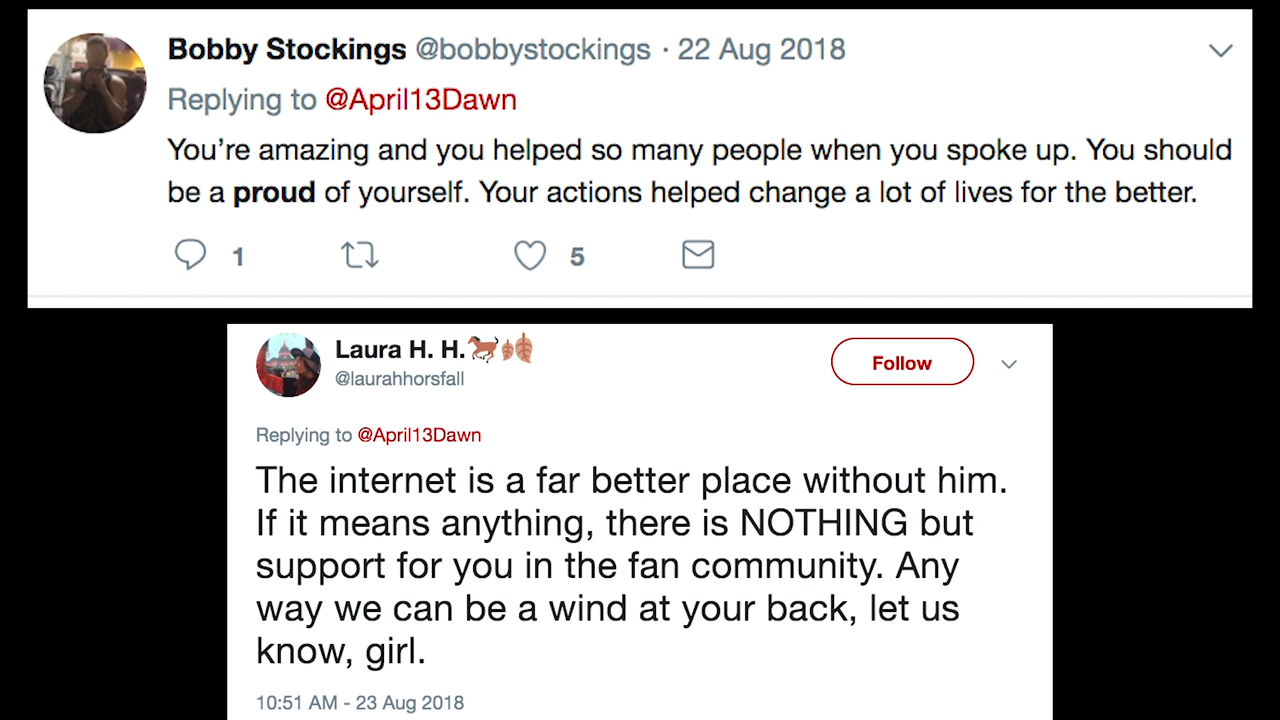 Bobby Stockings @bobbystockings · 22 Aug 2018
Replying to @April13Dawn
You're amazing and you helped so many people when you spoke up. You should
be a proud of yourself. Your actions helped change a lot of lives for the better.
1 5
Laura H. H.🐎🍂
@laurahhorsfall
Follow
Replying to @April13Dawn
The internet is a far better place without him.
If it means anything, there is NOTHING but
support for you in the fan community. Any
way we can be a wind at your back, let us
know, girl.
10:51 AM - 23 Aug 2018